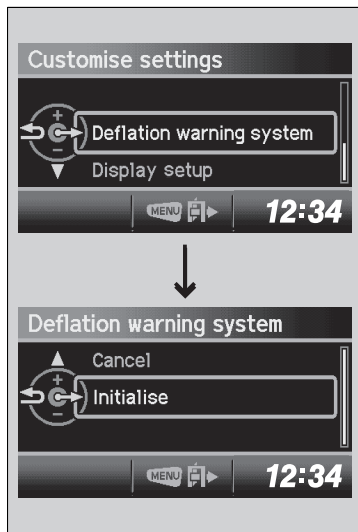 Customise settings
+
Deflation warning system
−
Display setup
MENU 12:34
Deflation warning system
Cancel
+
Initialise
−
MENU 12:34